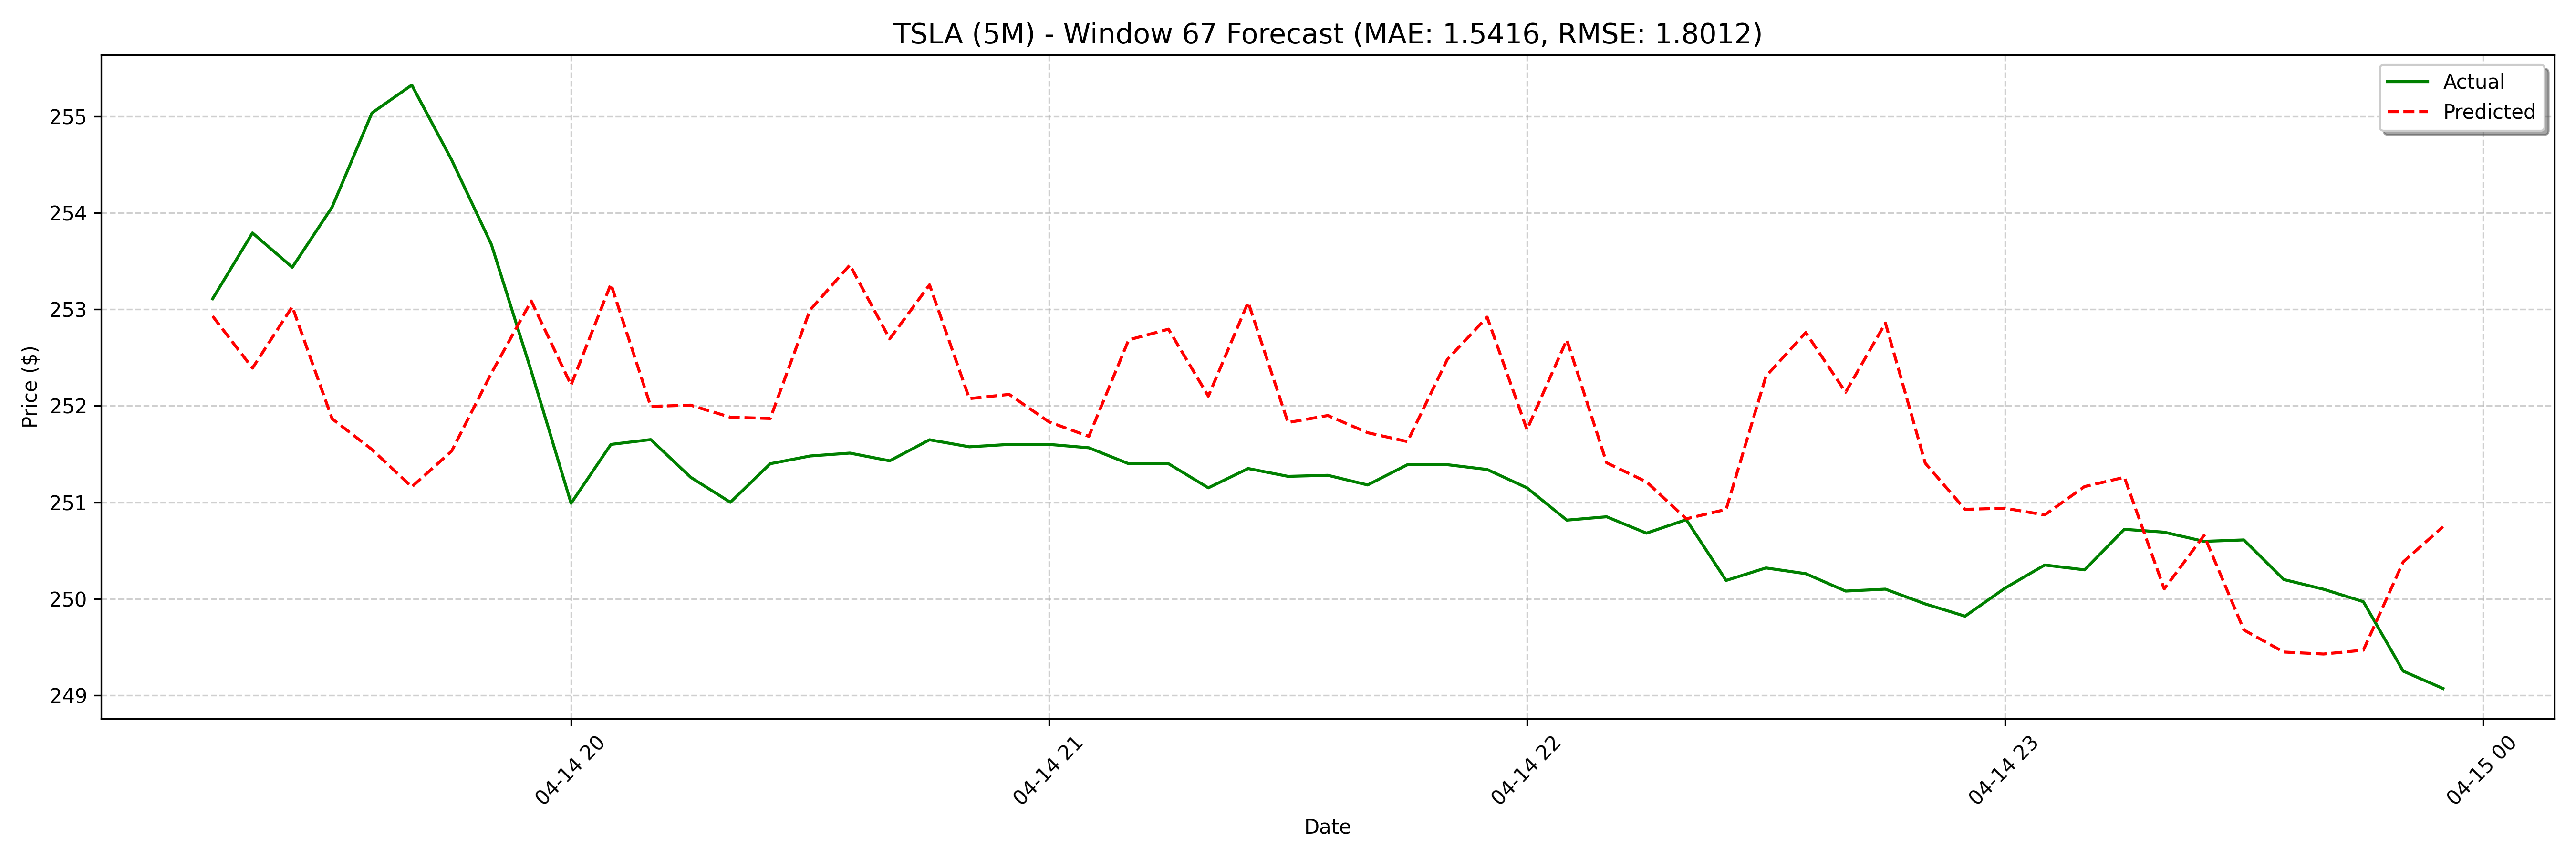 TSLA (5M) - Window 67 Forecast (MAE: 1.5416, RMSE: 1.8012)
Actual
Predicted
Price ($)
255
254
253
252
251
250
249
04-14 20
04-14 21
04-14 22
04-14 23
04-15 00
Date